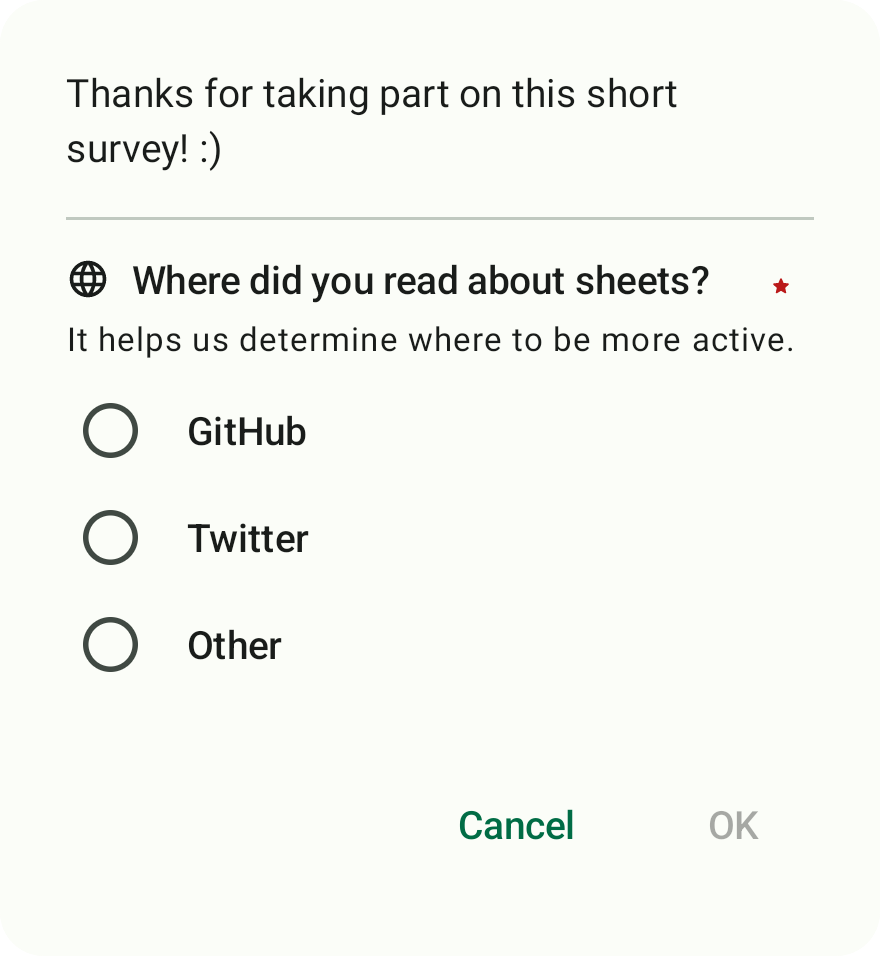 Thanks for taking part on this short
survey! :)
Where did you read about sheets?
It helps us determine where to be more active.
GitHub
Twitter
Other
Cancel
OK